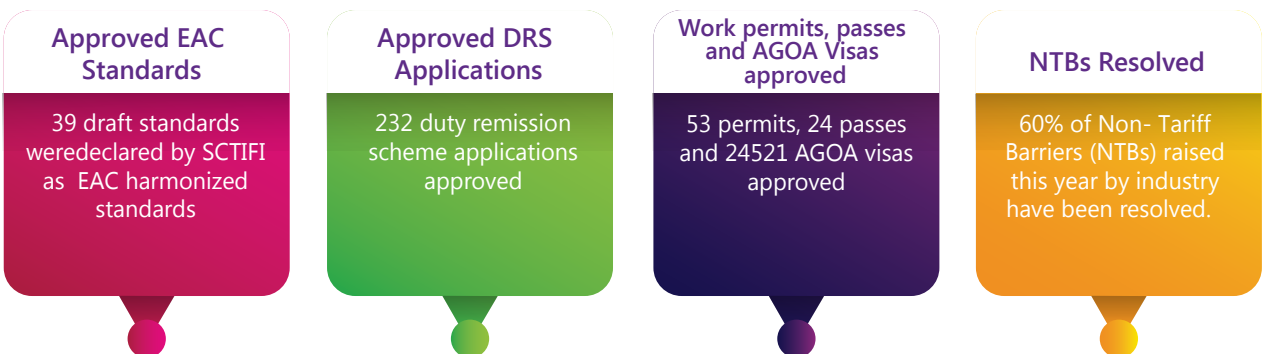 Approved EAC
Standards
39 draft standards
weredeclared by SCTIFI
as EAC harmonized
standards
Approved DRS
Applications
232 duty remission
scheme applications
approved
Work permits, passes
and AGOA Visas
approved
53 permits, 24 passes
and 24521 AGOA visas
approved
NTBs Resolved
60% of Non- Tariff
Barriers (NTBs) raised
this year by industry
have been resolved.